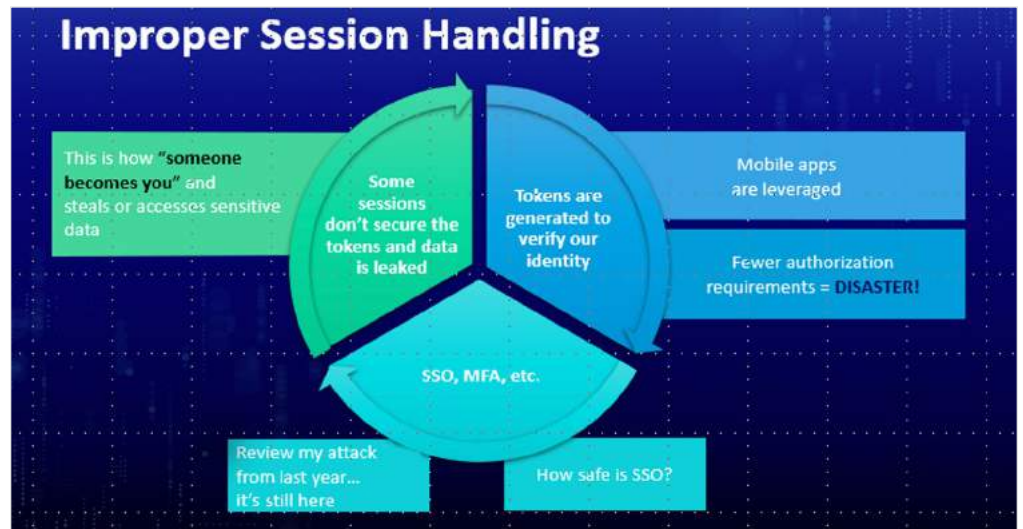 Improper Session Handling
This is how "someone
becomes you" and
steals or accesses sensitive
data
Some
sessions
don't secure the
tokens and data
is leaked
Tokens are
generated to
verify our
identity
Mobile apps
are leveraged
Fewer authorization
requirements = DISASTER!
SSO, MFA, etc.
Review my attack
from last year...
it's still here
How safe is SSO?